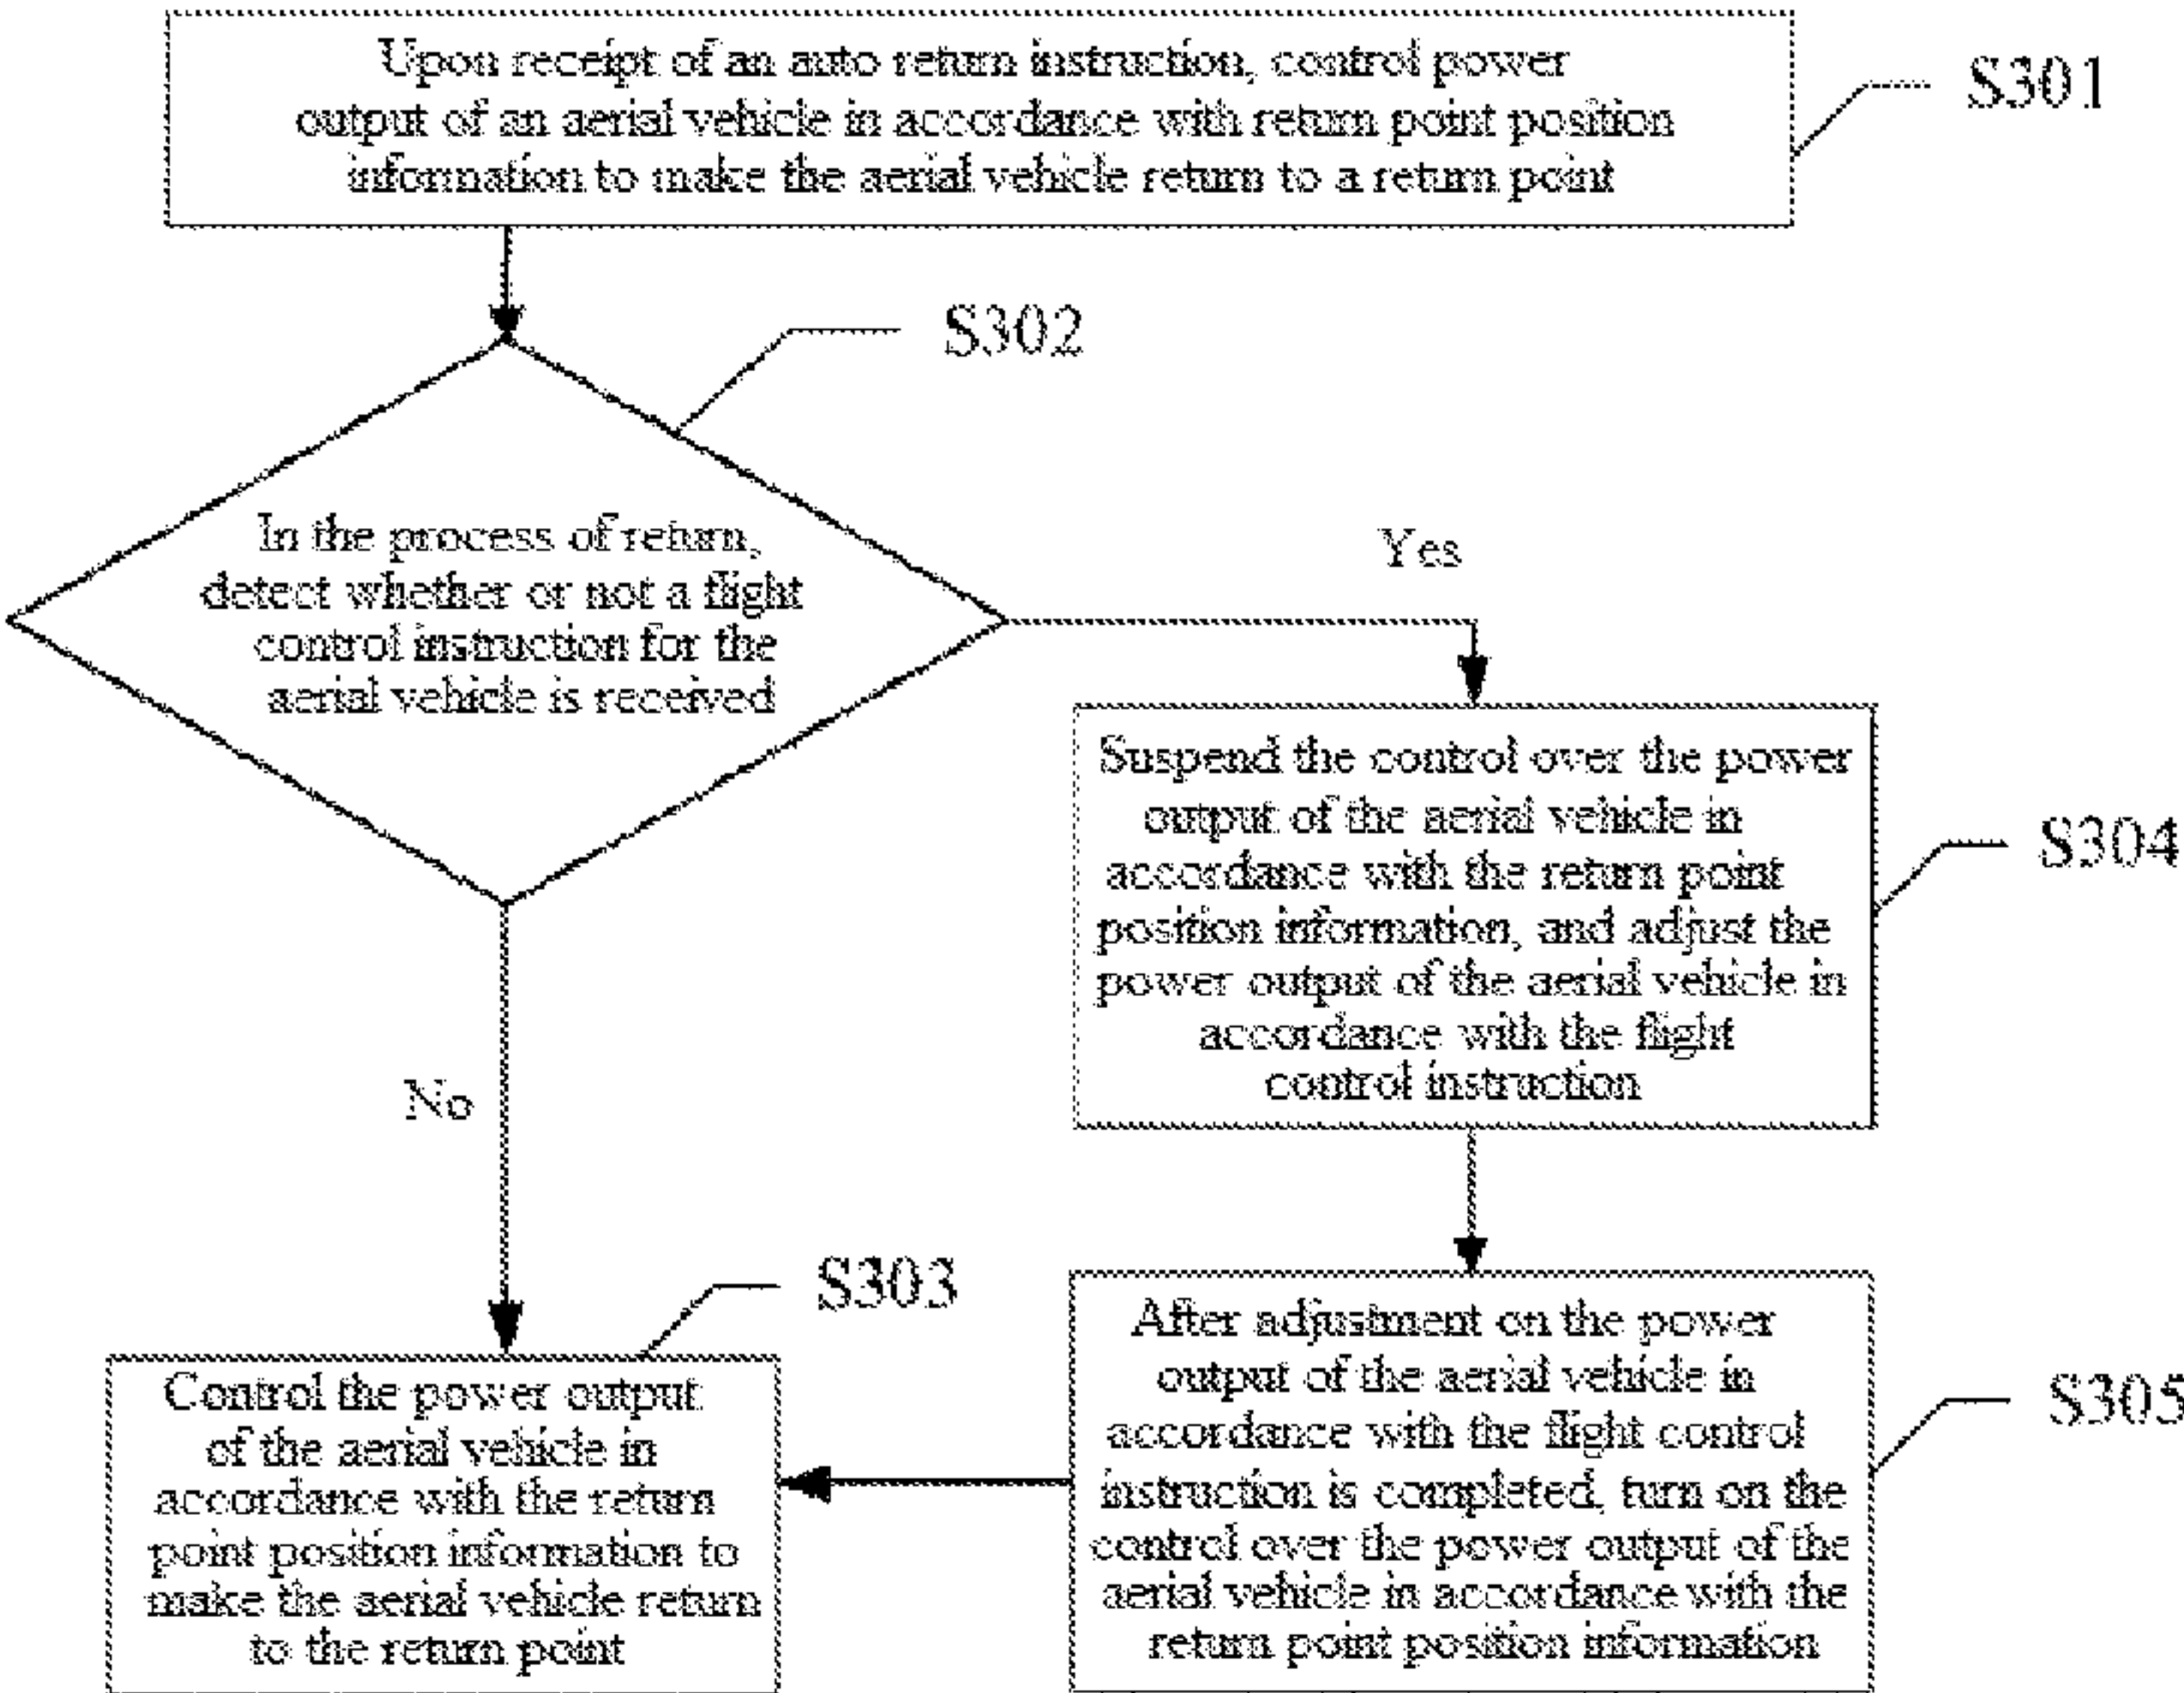 Upon receipt of an auto return instruction, control power
output of an aerial vehicle in accordance with return point position
information to make the aerial vehicle return to a return point
S301
S302
In the process of return,
detect whether or not a flight
control instruction for the
aerial vehicle is received
Yes
Suspend the control over the power
output of the aerial vehicle in
accordance with the return point
position information, and adjust the
power output of the aerial vehicle in
accordance with the flight
control instruction
S304
No
S303
Control the power output
of the aerial vehicle in
accordance with the return
point position information to
make the aerial vehicle return
to the return point
After adjustment on the power
output of the aerial vehicle in
accordance with the flight control
instruction is completed, turn on the
control over the power output of the
aerial vehicle in accordance with the
return point position information
S305